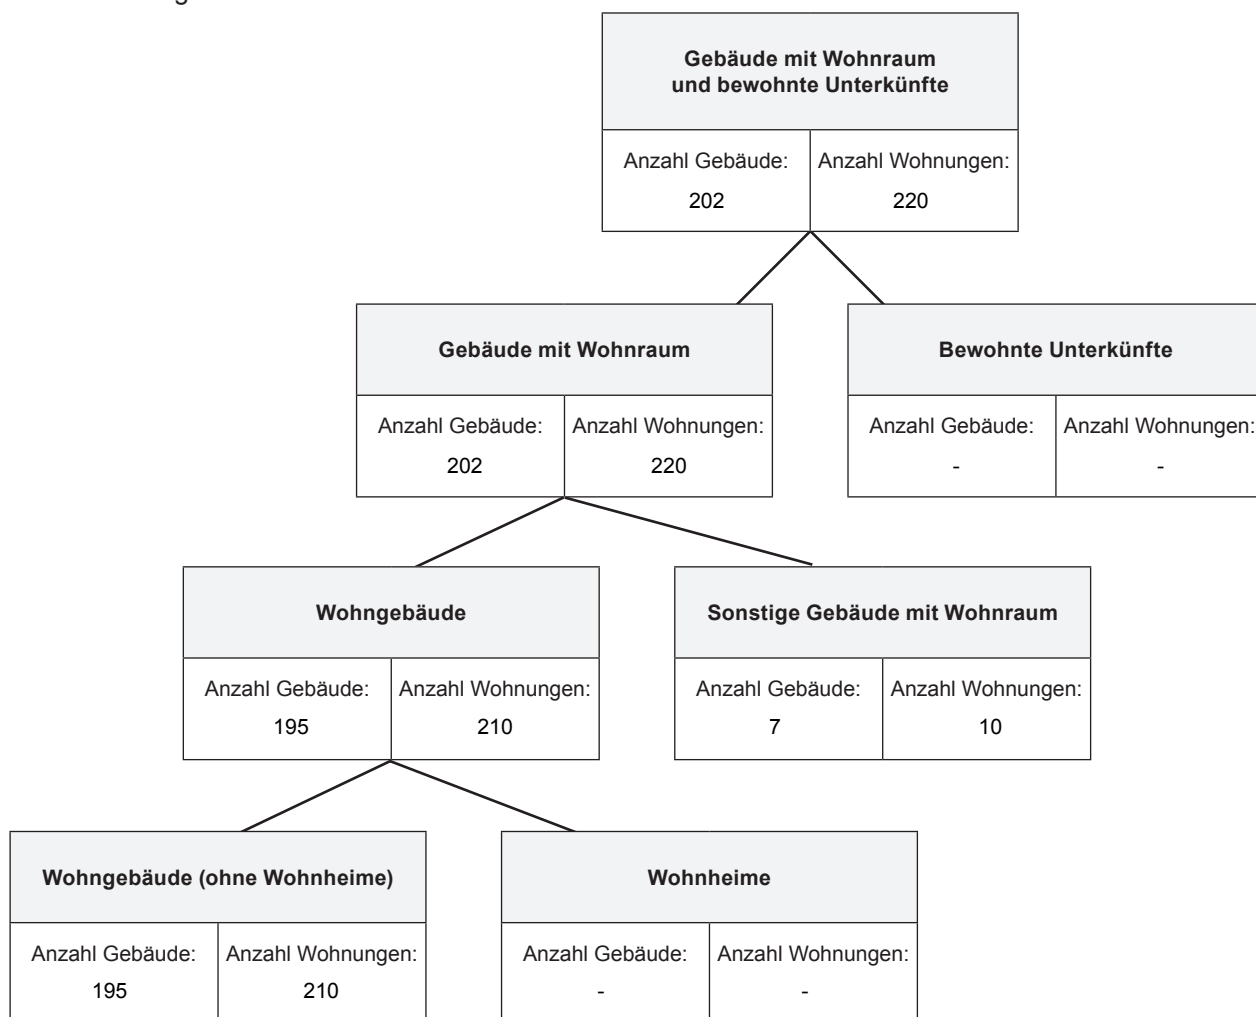 Gebäude mit Wohnraum
und bewohnte Unterkünfte
Anzahl Gebäude: Anzahl Wohnungen:
202 220
Gebäude mit Wohnraum
Anzahl Gebäude: Anzahl Wohnungen:
202 220
Bewohnte Unterkünfte
Anzahl Gebäude: Anzahl Wohnungen:
- -
Wohngebäude
Anzahl Gebäude: Anzahl Wohnungen:
195 210
Sonstige Gebäude mit Wohnraum
Anzahl Gebäude: Anzahl Wohnungen:
7 10
Wohngebäude (ohne Wohnheime)
Anzahl Gebäude: Anzahl Wohnungen:
195 210
Wohnheime
Anzahl Gebäude: Anzahl Wohnungen:
- -